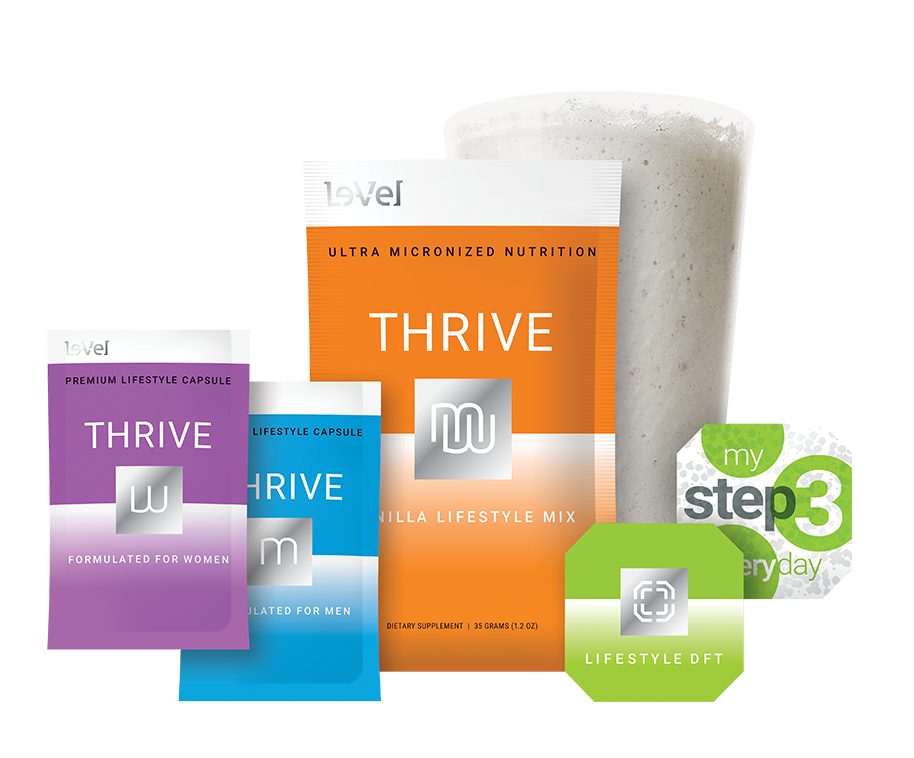 LeVel
ULTRA MICRONIZED NUTRITION
THRIVE
NILLA LIFESTYLE MIX
DIETARY SUPPLEMENT | 35 GRAMS (1.2 OZ)
LeVel
PREMIUM LIFESTYLE CAPSULE
THRIVE
W
FORMULATED FOR WOMEN
LIFESTYLE CAPSULE
HRIVE
m
ULATED FOR MEN
my
step3
eryday
LIFESTYLE DFT